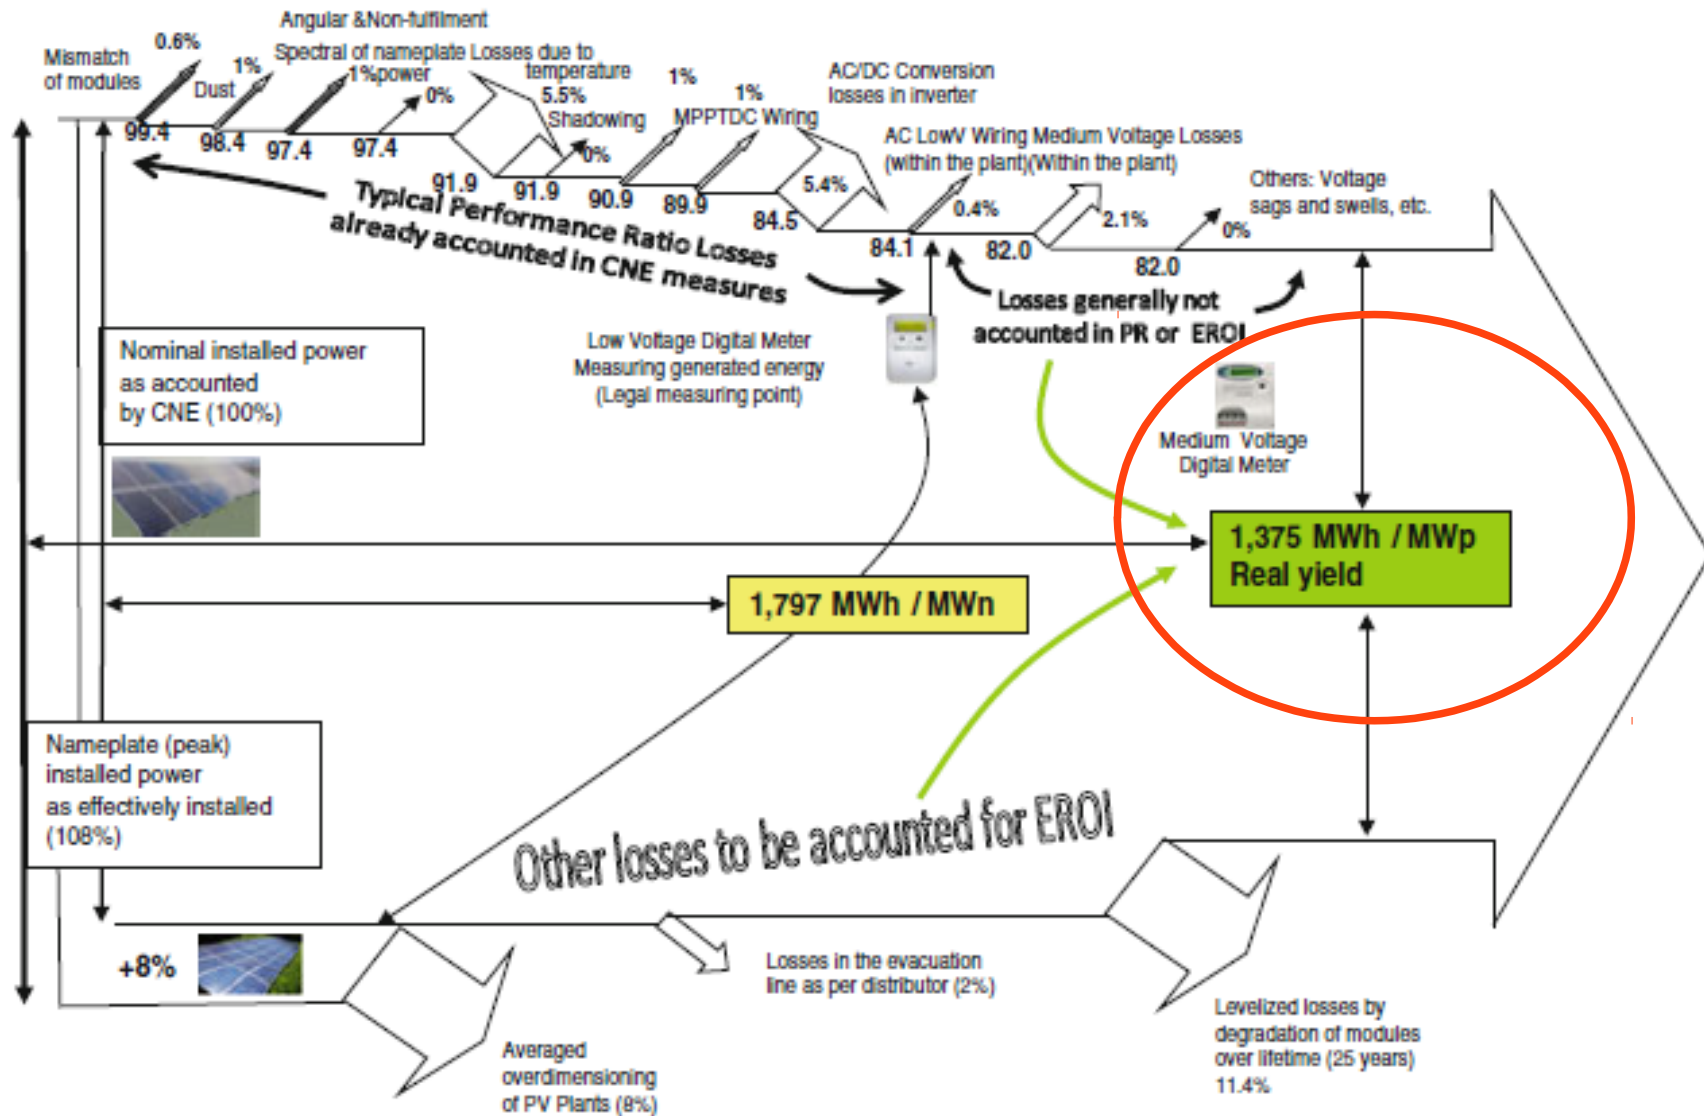 Angular &Non-fulfilment
0.6%
Spectral of nameplate Losses due to
Mismatch
of modules
1%
1%power
temperature
Dust
0%
5.5%
1%
1%
AC/DC Conversion
losses in inverter
Shadowing
MPPTDC Wiring
0%
99.4
98.4
97.4
97.4
91.9
91.9
90.9
89.9
84.5
5.4%
AC LowV Wiring Medium Voltage Losses
(within the plant)(Within the plant)
0.4%
2.1%
Others: Voltage
sags and swells, etc.
0%
84.1
82.0
82.0
Typical Performance Ratio Losses
already accounted in CNE measures
Losses generally not
accounted in PR or EROI
Nominal installed power
as accounted
by CNE (100%)
Low Voltage Digital Meter
Measuring generated energy
(Legal measuring point)
Medium Voltage
Digital Meter
1,375 MWh / MWp
Real yield
1,797 MWh / MWn
Nameplate (peak)
installed power
as effectively installed
(108%)
Other losses to be accounted for EROI
+8%
Losses in the evacuation
line as per distributor (2%)
Averaged
overdimensioning
of PV Plants (8%)
Levelized losses by
degradation of modules
over lifetime (25 years)
11.4%